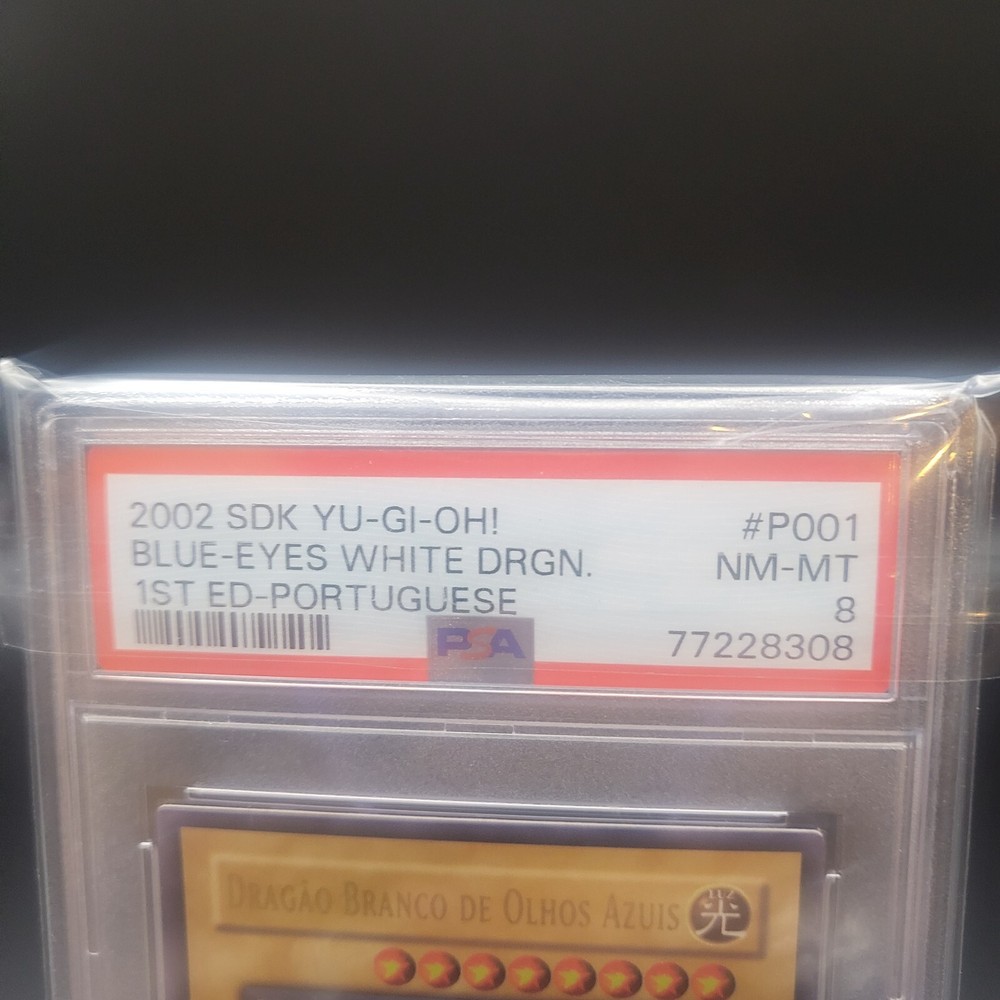 2002 SDK YU-GI-OH!
#P001
BLUE-EYES WHITE DRGN.
NM-MT
1ST ED-PORTUGUESE
8
PSA
77228308
DRAGÃO BRANCO DE OLHOS AZUIS
光